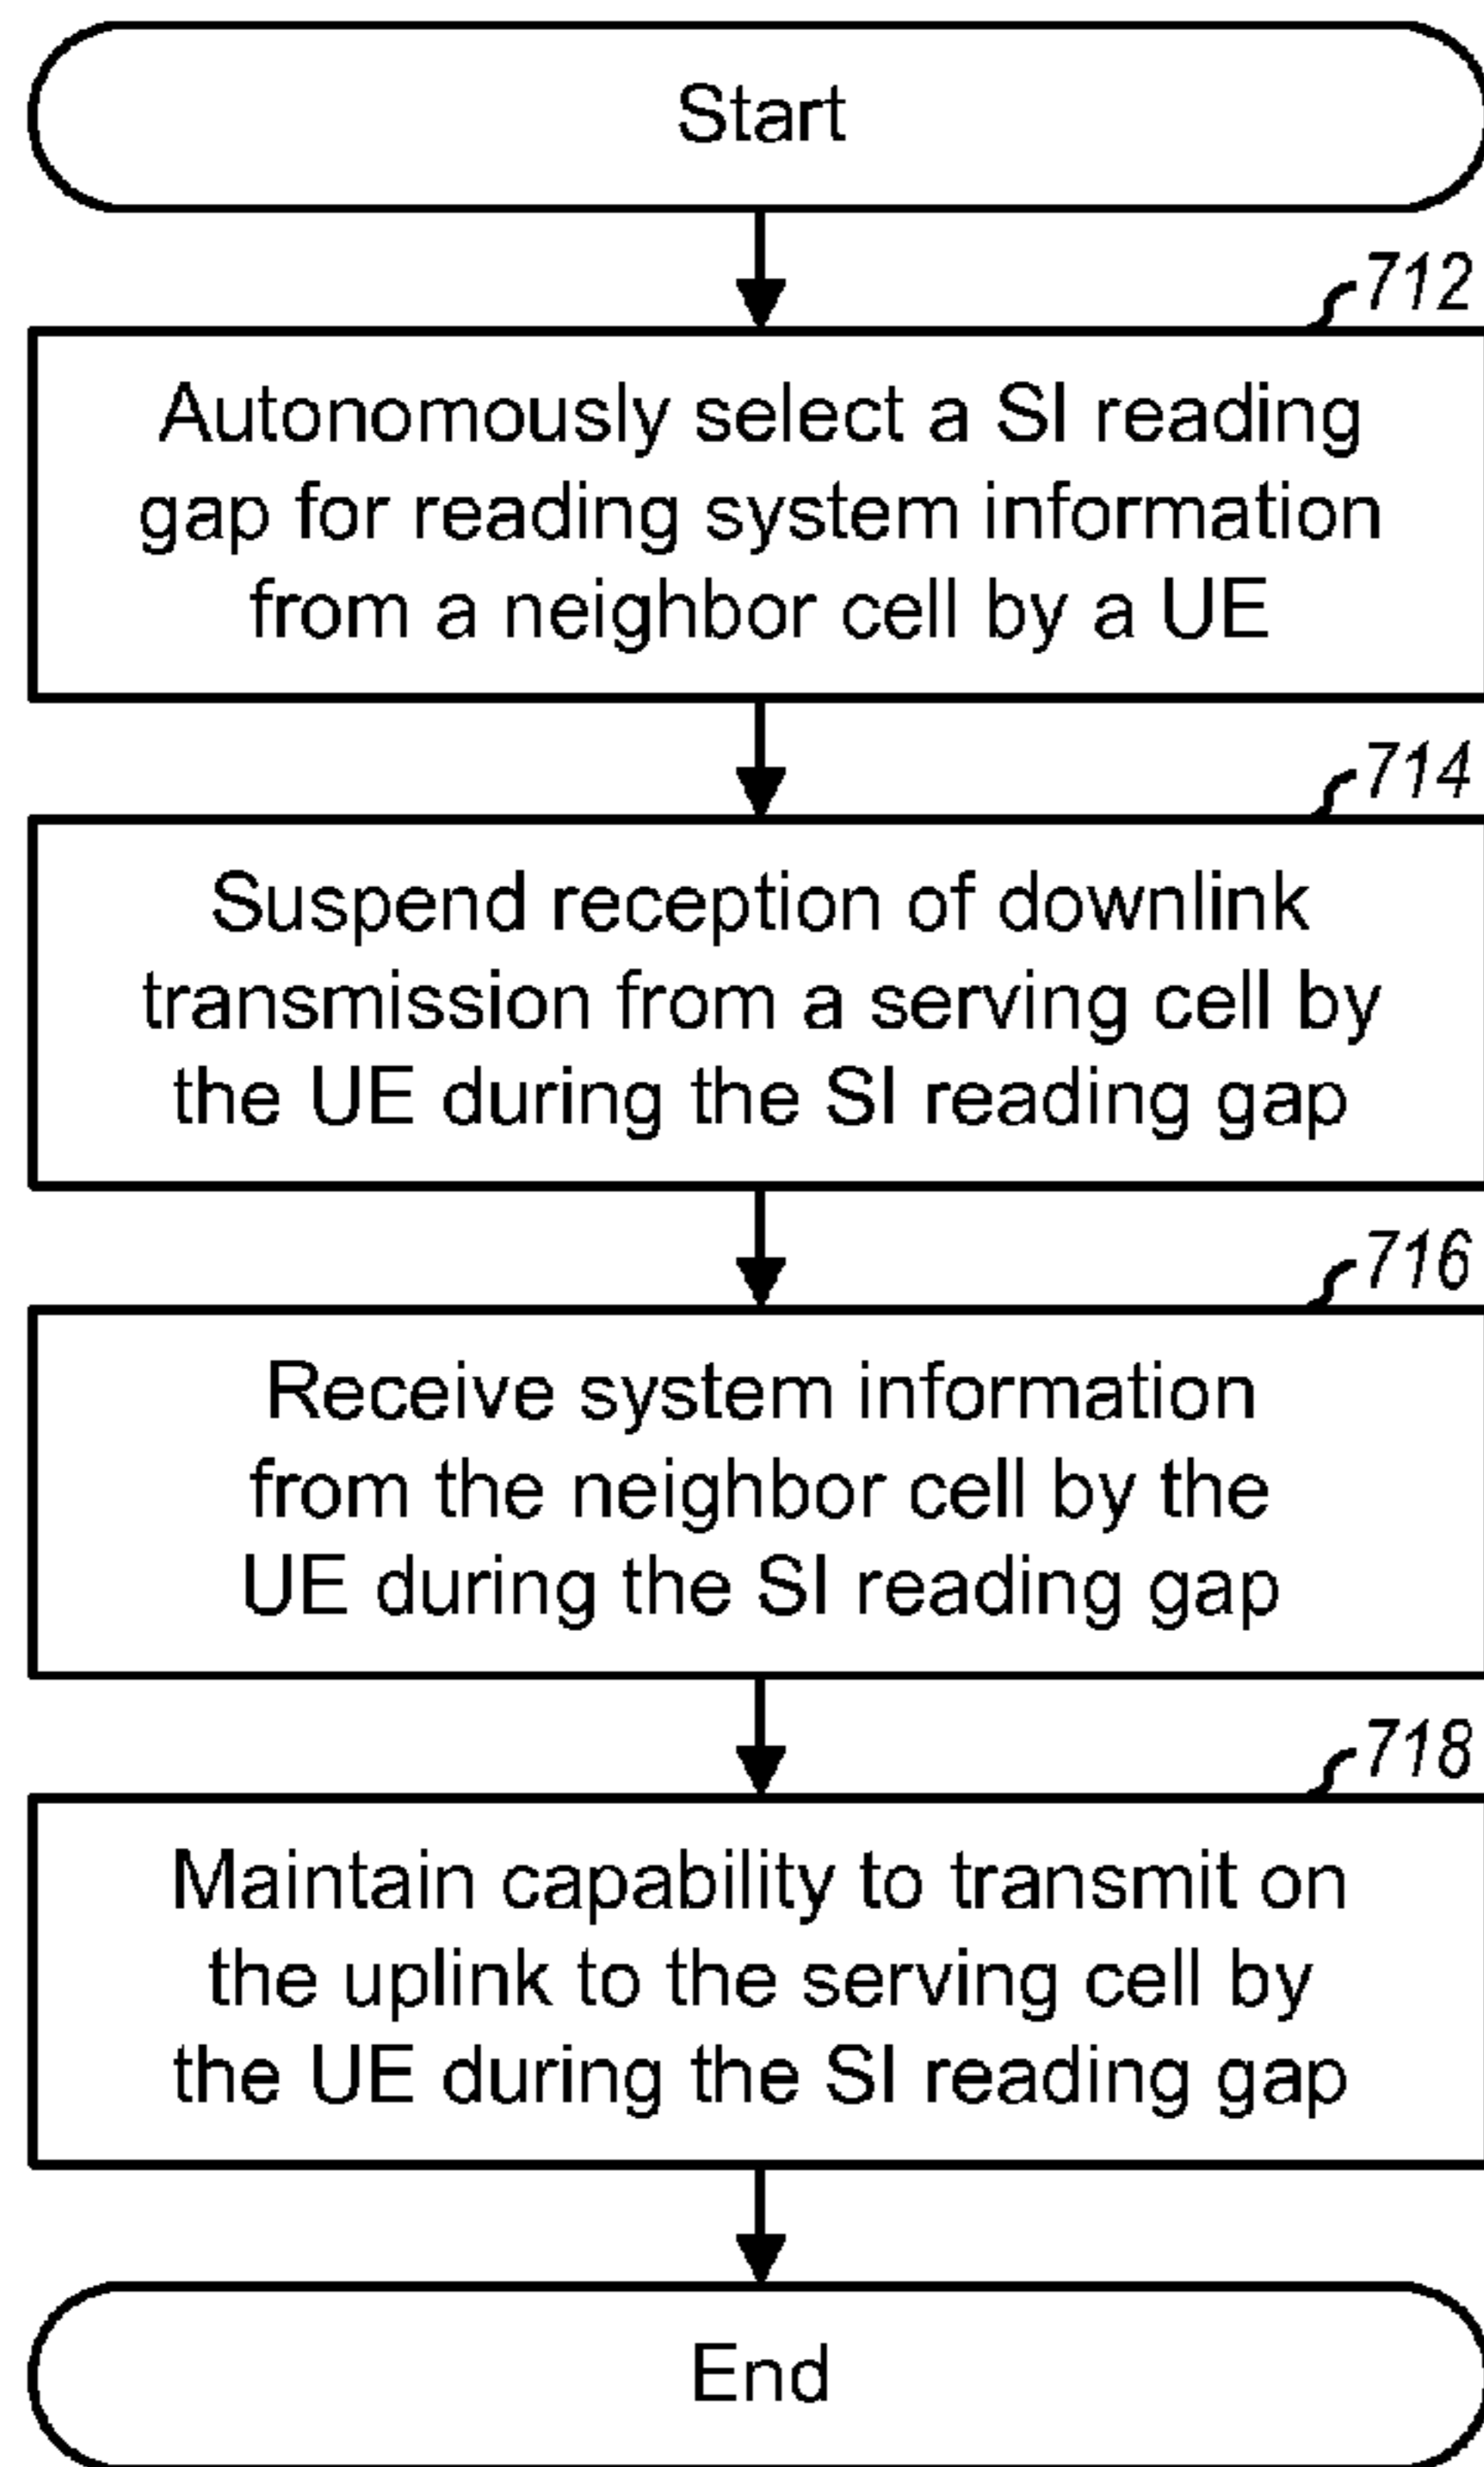 Start
712
Autonomously select a SI reading
gap for reading system information
from a neighbor cell by a UE
714
Suspend reception of downlink
transmission from a serving cell by
the UE during the SI reading gap
716
Receive system information
from the neighbor cell by the
UE during the SI reading gap
718
Maintain capability to transmit on
the uplink to the serving cell by
the UE during the SI reading gap
End